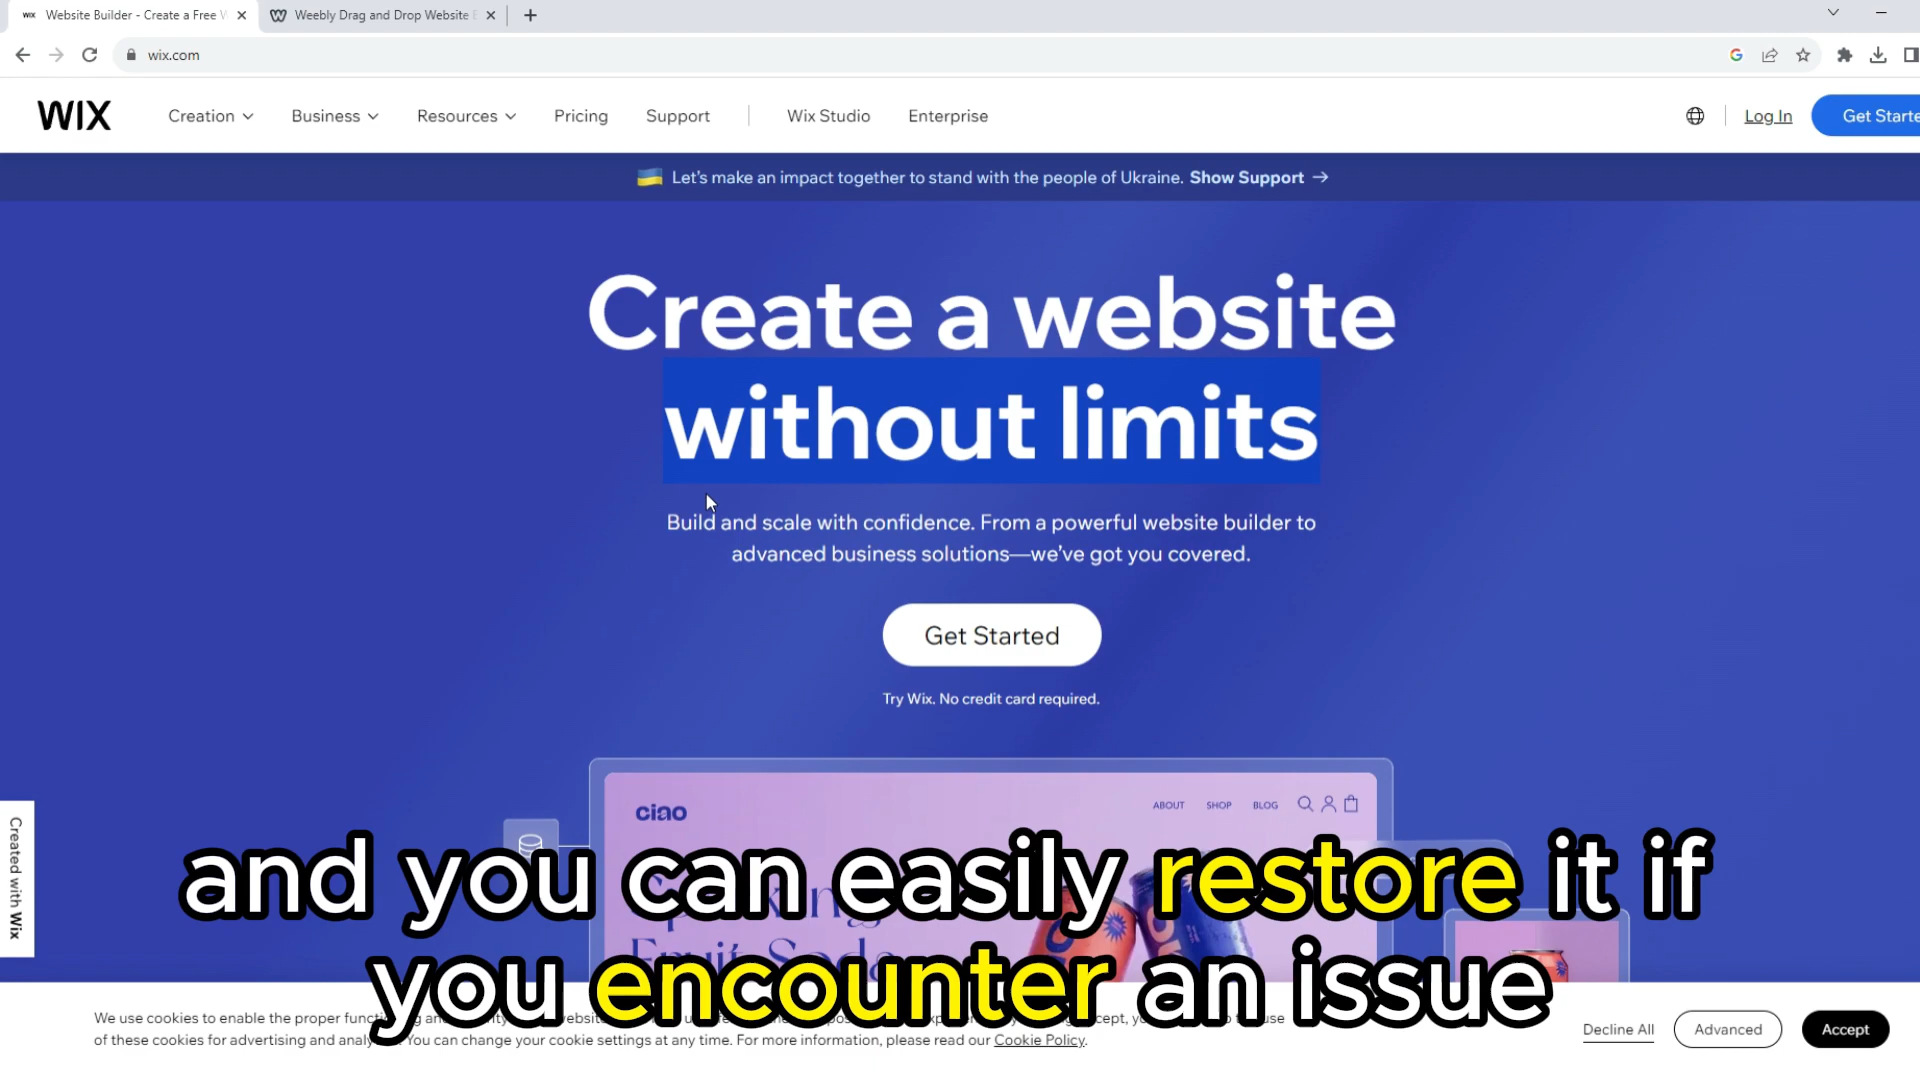 WIX Website Builder - Create a Free W
Weebly Drag and Drop Website
wix.com
WIX
Creation
Business
Resources
Pricing
Support
Wix Studio
Enterprise
Log In
Get Starte
Let's make an impact together to stand with the people of Ukraine. Show Support →
Create a website
without limits
Build and scale with confidence. From a powerful website builder to
advanced business solutions—we've got you covered.
Get Started
Try Wix. No credit card required.
ciao
ABOUT
SHOP
BLOG
Created with Wix
and you can easily restore it if
you encounter an issue
We use cookies to enable the proper
of these cookies for advertising and You can change your cookie settings at any time. For more information, please read our Cookie Policy.
Decline All
Advanced
Accept